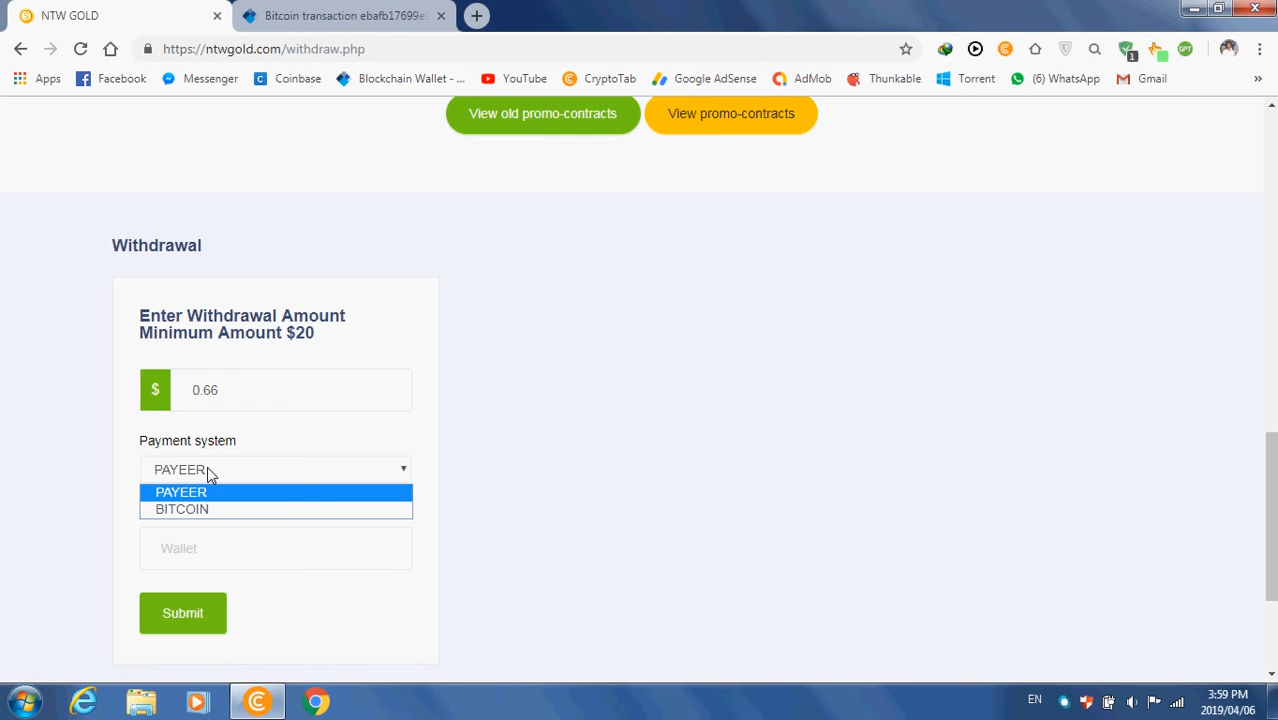 NTW GOLD
Bitcoin transaction ebafb17699e
https://ntwgold.com/withdraw.php
1
GPT
Apps
Facebook
Messenger
Coinbase
Blockchain Wallet - ...
YouTube
CryptoTab
Google AdSense
AdMob
Thunkable
Torrent
(6) WhatsApp
Gmail
»
View old promo-contracts
View promo-contracts
Withdrawal
Enter Withdrawal Amount
Minimum Amount $20
$ 0.66
Payment system
PAYEER
PAYEER
BITCOIN
Wallet
Submit
EN
3:59 PM
2019/04/06